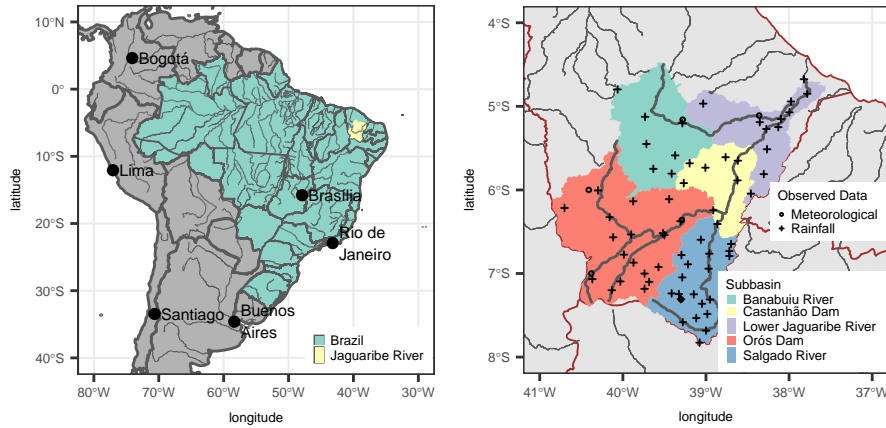 10°N
0°
10°S
20°S
30°S
40°S
latitude
Bogotá
Lima
Brasília
Rio de
Janeiro
Santiago
Buenos
Aires
Brazil
Jaguaribe River
80°W
70°W
60°W
50°W
40°W
30°W
longitude
4°S
5°S
6°S
7°S
8°S
latitude
Observed Data
Meteorological
Rainfall
Subbasin
Banabuiu River
Castanhão Dam
Lower Jaguaribe River
Orós Dam
Salgado River
41°W
40°W
39°W
38°W
37°W
longitude